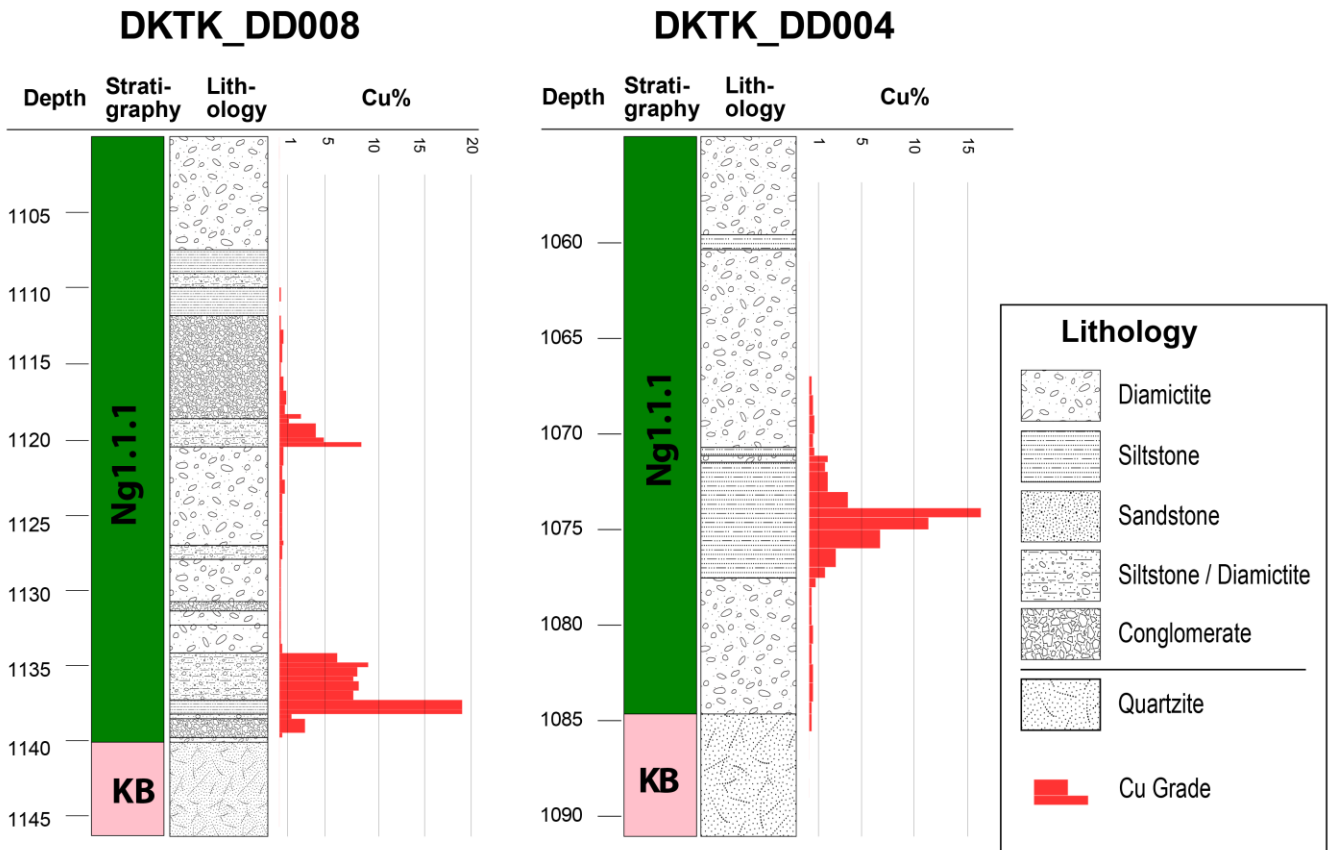 DKTK_DD008
Depth
Strati-
graphy
Lith-
ology
Cu%
1 5 10 15 20
1105
1110
1115
1120
1125
1130
1135
1140
1145
Ng1.1.1
KB
DKTK_DD004
Depth
Strati-
graphy
Lith-
ology
Cu%
1 5 10 15
1060
1065
1070
1075
1080
1085
1090
Ng1.1.1
KB
Lithology
Diamictite
Siltstone
Sandstone
Siltstone / Diamictite
Conglomerate
Quartzite
Cu Grade